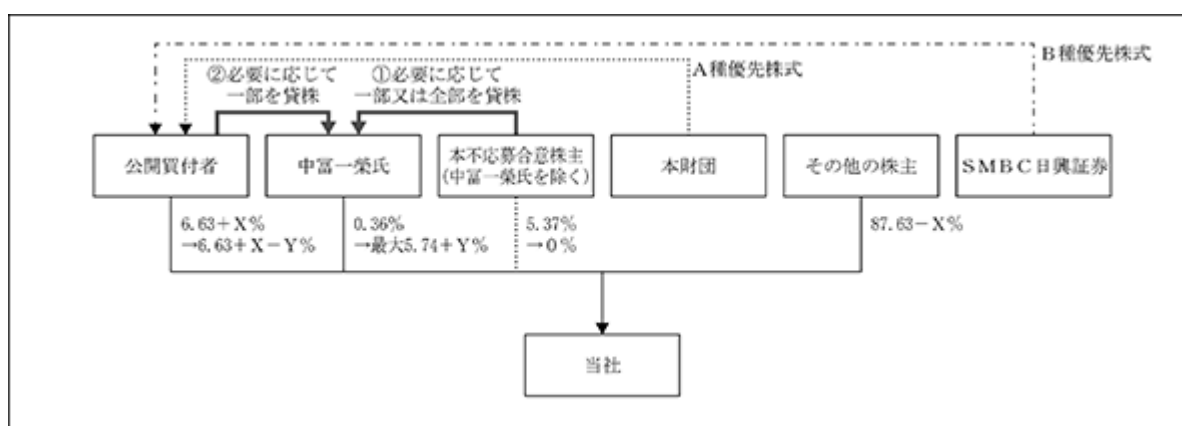 B種優先株式
A種優先株式
②必要に応じて
一部を貸株
①必要に応じて
一部又は全部を貸株
公開買付者
中冨一榮氏
本不応募合意株主
(中冨一榮氏を除く)
本財団
その他の株主
SMBC日興証券
6.63+X%
→6.63+X-Y%
0.36%
→最大5.74+Y%
5.37%
→0%
87.63-X%
当社